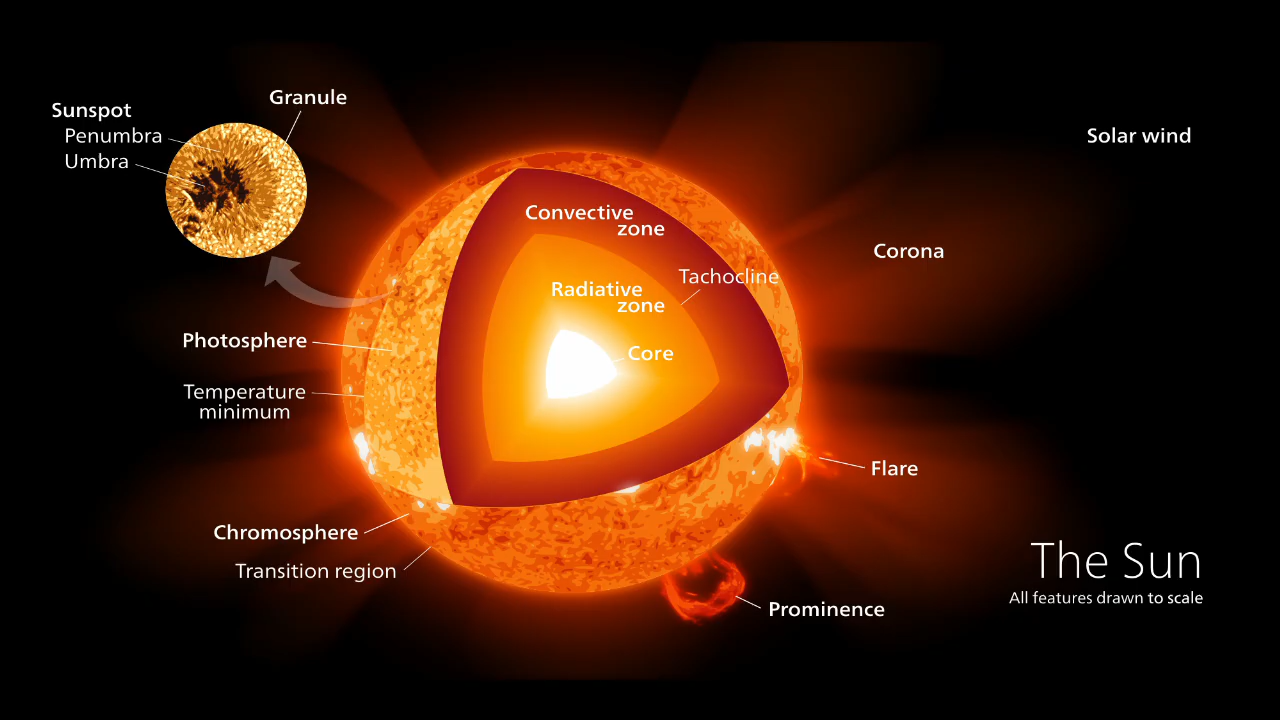 Granule
Sunspot
Penumbra
Umbra
Solar wind
Convective
zone
Corona
Tachocline
Radiative
zone
Photosphere
Core
Temperature
minimum
Flare
Chromosphere
Transition region
The Sun
All features drawn to scale
Prominence